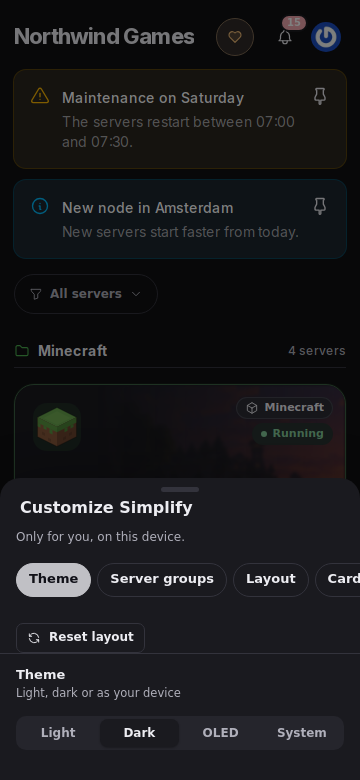 Northwind Games
15
Maintenance on Saturday
The servers restart between 07:00
and 07:30.
New node in Amsterdam
New servers start faster from today.
All servers
Minecraft
4 servers
Minecraft
Running
Customize Simplify
Only for you, on this device.
Theme
Server groups
Layout
Card
Reset layout
Theme
Light, dark or as your device
Light
Dark
OLED
System